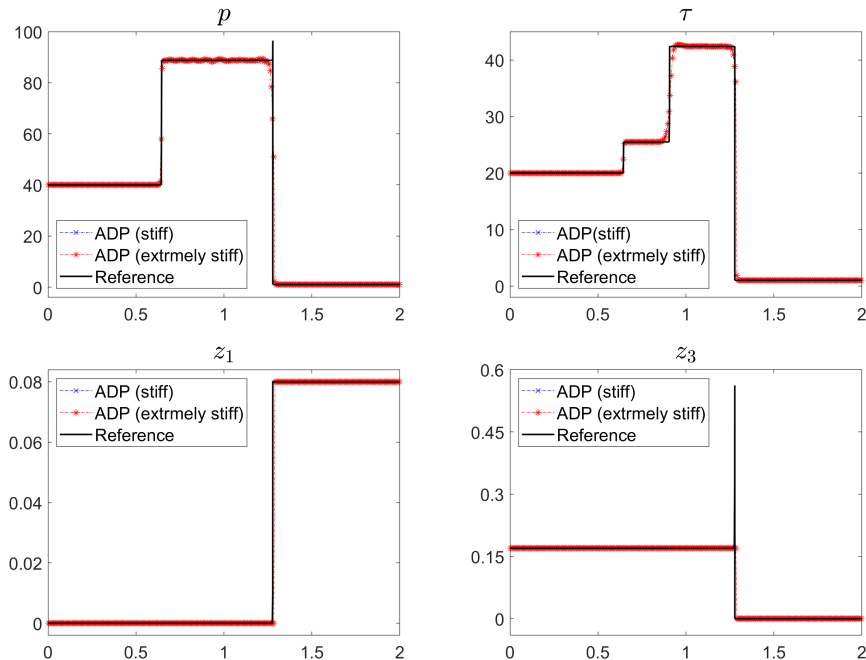 p
100
80
60
40
20
0
ADP (stiff)
ADP (extrmely stiff)
Reference
0 0.5 1 1.5 2
τ
40
30
20
10
0
ADP(stiff)
ADP (extrmely stiff)
Reference
0 0.5 1 1.5 2
z₁
0.08
0.06
0.04
0.02
0
ADP (stiff)
ADP (extrmely stiff)
Reference
0 0.5 1 1.5 2
z₃
0.6
0.45
0.3
0.15
0
ADP (stiff)
ADP (extrmely stiff)
Reference
0 0.5 1 1.5 2